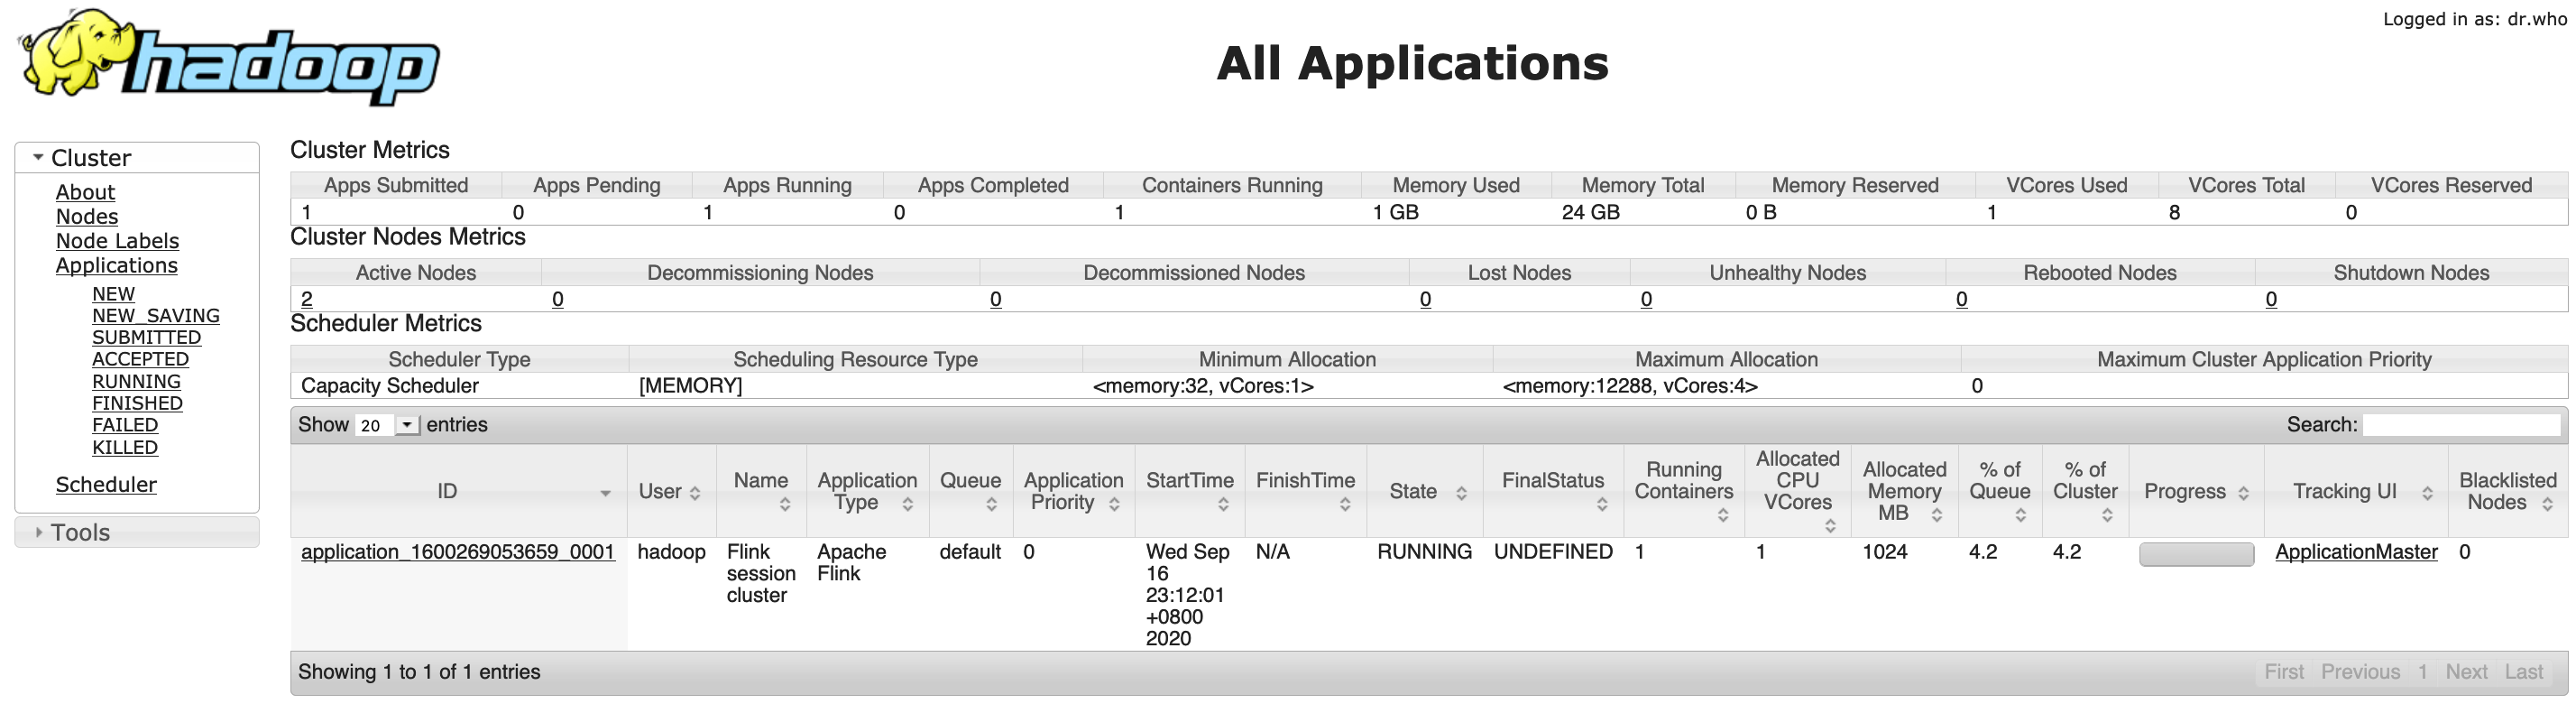 Logged in as: dr.who
hadoop
All Applications
Cluster
About
Nodes
Node Labels
Applications
NEW
NEW_SAVING
SUBMITTED
ACCEPTED
RUNNING
FINISHED
FAILED
KILLED
Scheduler
Tools
Cluster Metrics
Apps Submitted Apps Pending Apps Running Apps Completed Containers Running Memory Used Memory Total Memory Reserved VCores Used VCores Total VCores Reserved
1 0 1 0 1 1 GB 24 GB 0 B 1 8 0
Cluster Nodes Metrics
Active Nodes Decommissioning Nodes Decommissioned Nodes Lost Nodes Unhealthy Nodes Rebooted Nodes Shutdown Nodes
2 0 0 0 0 0 0
Scheduler Metrics
Scheduler Type Scheduling Resource Type Minimum Allocation Maximum Allocation Maximum Cluster Application Priority
Capacity Scheduler [MEMORY] <memory:32, vCores:1> <memory:12288, vCores:4> 0
Show 20 entries Search:
ID User Name Application Type Queue Application Priority StartTime FinishTime State FinalStatus Running Containers Allocated CPU VCores Allocated Memory MB % of Queue % of Cluster Progress Tracking UI Blacklisted Nodes
application_1600269053659_0001 hadoop Flink session cluster Apache Flink default 0 Wed Sep 16 23:12:01 +0800 2020 N/A RUNNING UNDEFINED 1 1 1024 4.2 4.2 ApplicationMaster 0
Showing 1 to 1 of 1 entries First Previous 1 Next Last